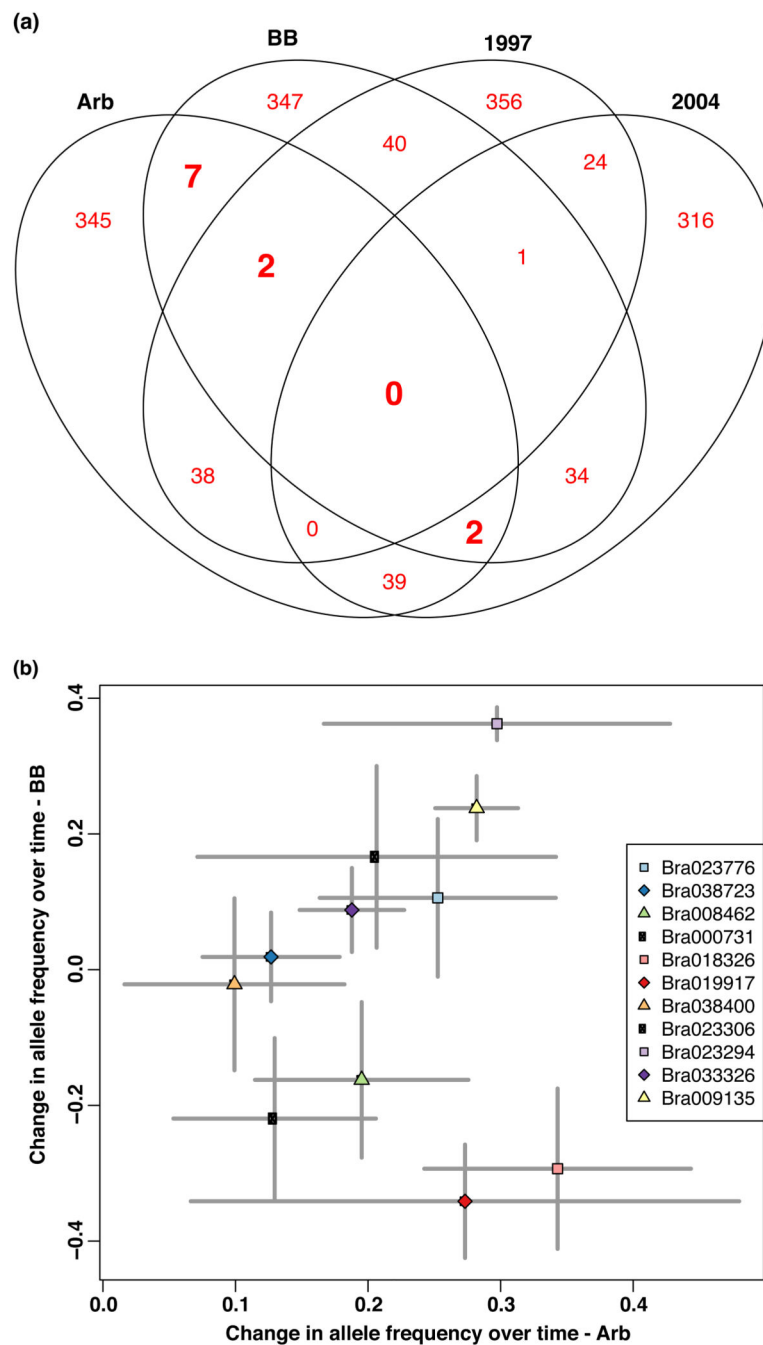 (a)
BB
1997
Arb
2004
347
356
40
24
7
345
316
2
1
0
38
34
0
2
39
(b)
0.4
0.2
0.0
−0.2
−0.4
Change in allele frequency over time - BB
Bra023776
Bra038723
Bra008462
Bra000731
Bra018326
Bra019917
Bra038400
Bra023306
Bra023294
Bra033326
Bra009135
0.0 0.1 0.2 0.3 0.4
Change in allele frequency over time - Arb